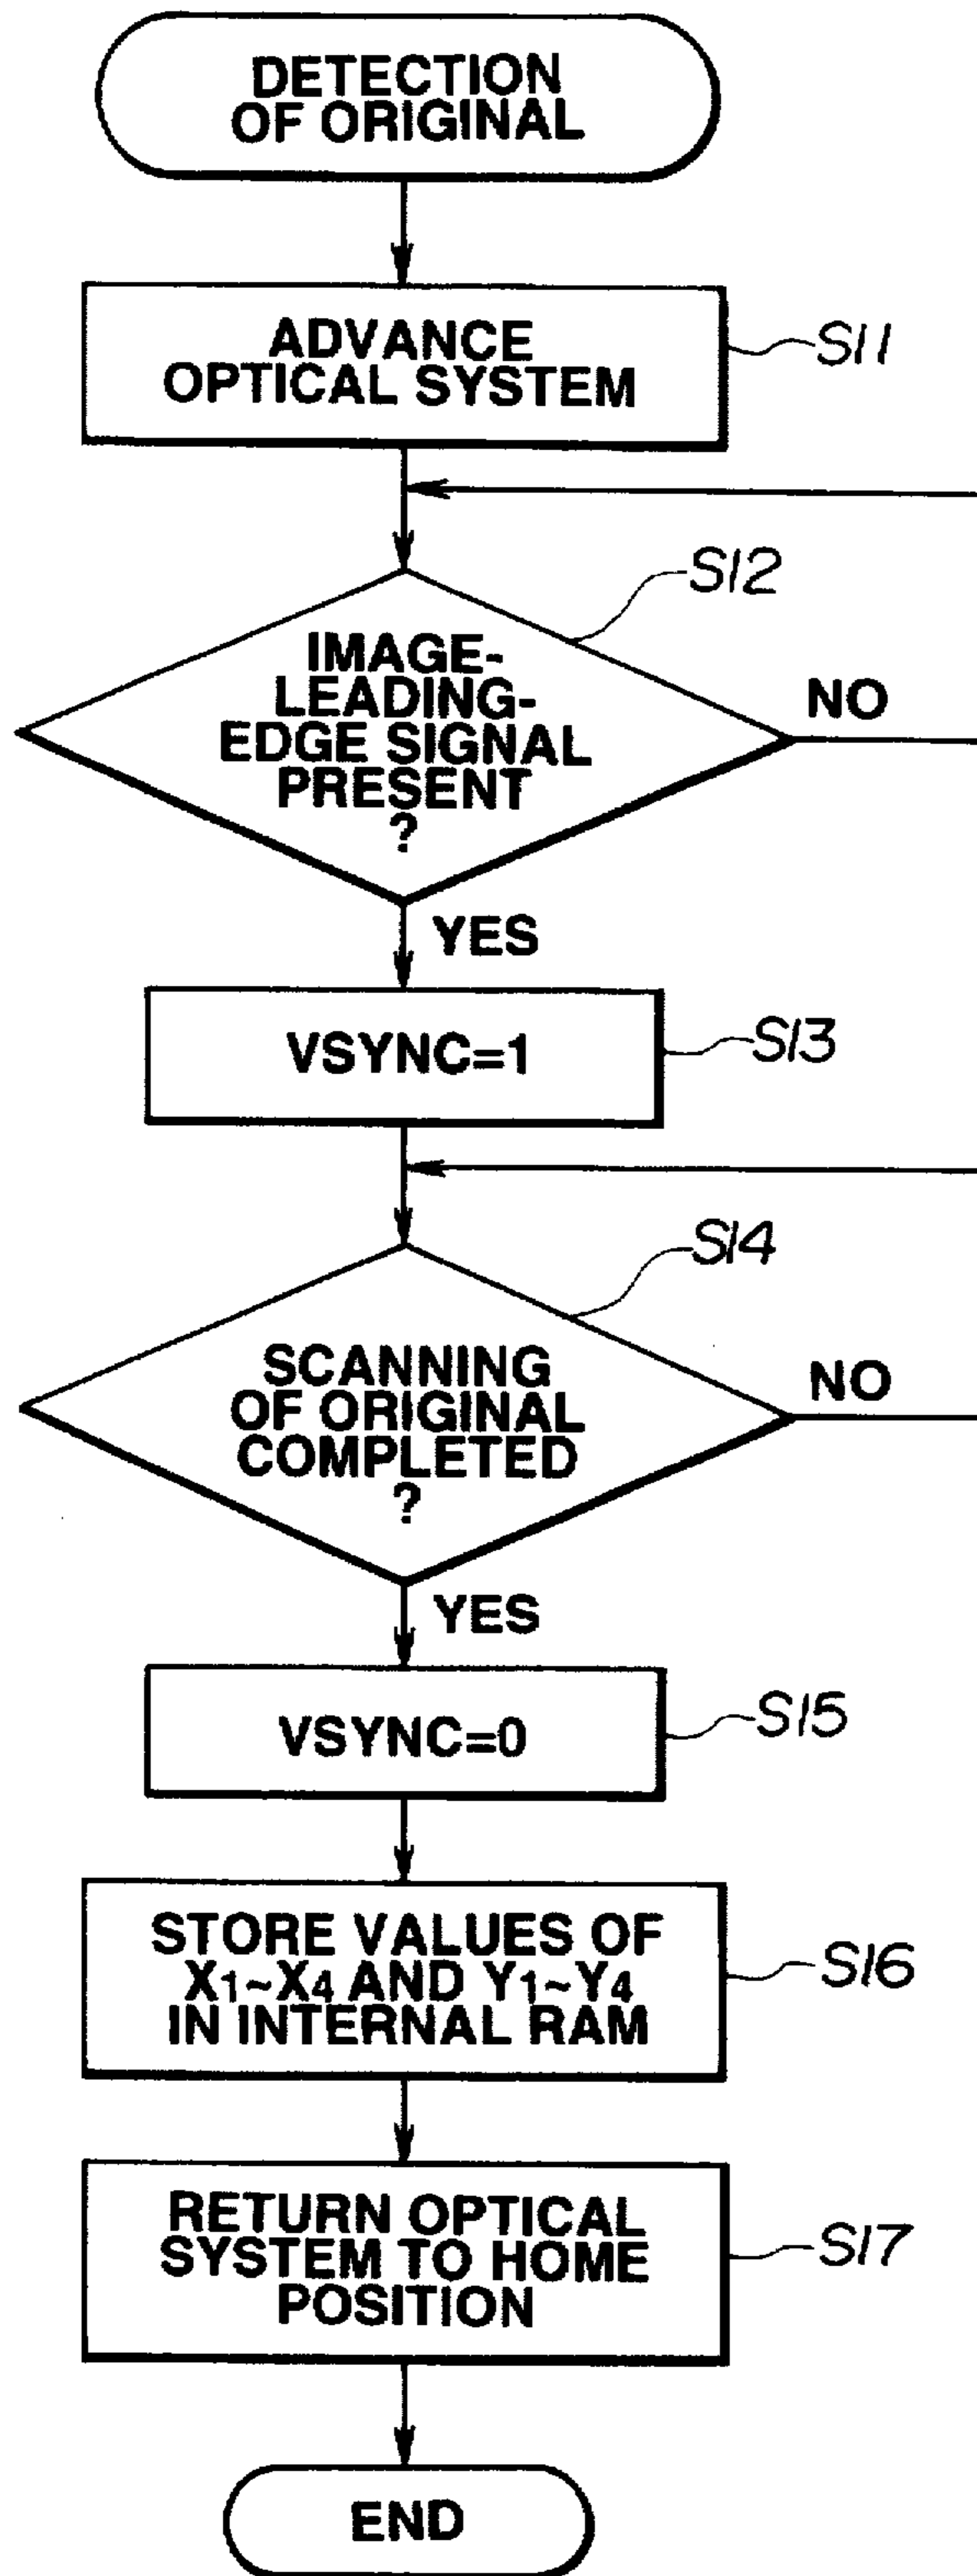 DETECTION
OF ORIGINAL
ADVANCE
OPTICAL SYSTEM
S11
S12
IMAGE-
LEADING-
EDGE SIGNAL
PRESENT
?
NO
YES
VSYNC=1
S13
S14
SCANNING
OF ORIGINAL
COMPLETED
?
NO
YES
VSYNC=0
S15
STORE VALUES OF
X1~X4 AND Y1~Y4
IN INTERNAL RAM
S16
RETURN OPTICAL
SYSTEM TO HOME
POSITION
S17
END